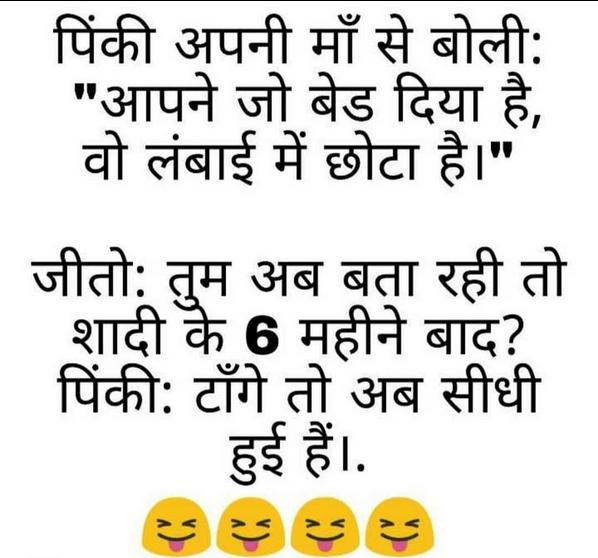 पिंकी अपनी माँ से बोली:
"आपने जो बेड दिया है,
वो लंबाई में छोटा है।"
जीतो: तुम अब बता रही तो
शादी के 6 महीने बाद?
पिंकी: टाँगे तो अब सीधी
हुई हैं।.